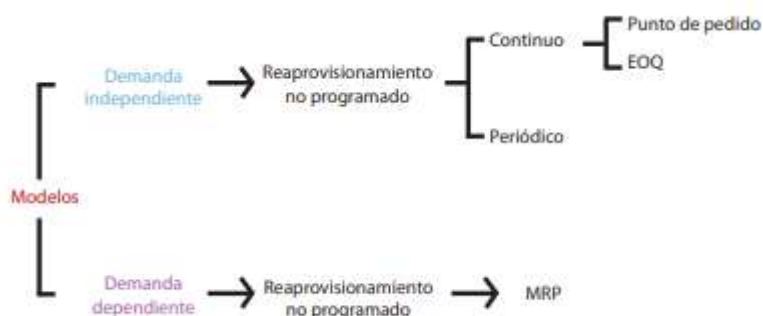 Punto de pedido
Continuo
EOQ
Demanda
independiente
Reaprovisionamiento
no programado
Periódico
Modelos
Demanda
dependiente
Reaprovisionamiento
no programado
MRP